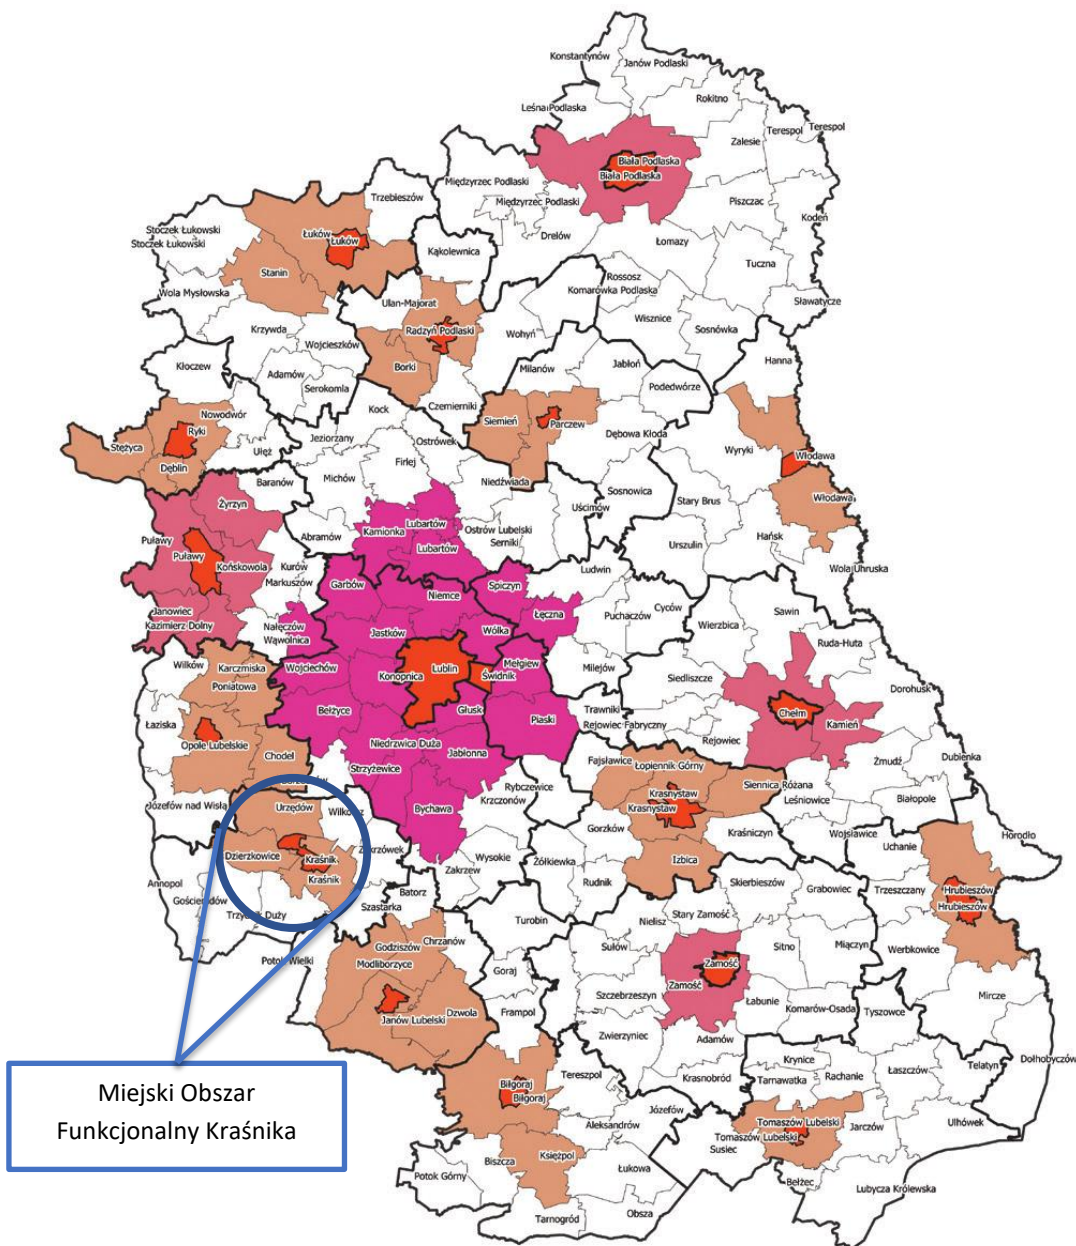 Konstantynów
Janów Podlaski
Rokitno
Leśna Podlaska
Terespol
Terespol
Zalesie
Biała Podlaska
Biała Podlaska
Trzebieszów
Międzyrzec Podlaski
Międzyrzec Podlaski
Piszczac
Kodeń
Stoczek Łukowski
Stoczek Łukowski
Łuków
Łuków
Kąkolewnica
Drelów
Łomazy
Tuczna
Stanin
Wola Mysłowska
Ulan-Majorat
Rossosz
Komarówka Podlaska
Sławatycze
Krzywda
Wojcieszków
Radzyń Podlaski
Wohyń
Wisznice
Sosnówka
Hanna
Kłoczew
Adamów
Serokomla
Borki
Milanów
Jabłoń
Podedwórze
Czemierniki
Nowodwór
Kock
Siemień
Parczew
Ryki
Stężyca
Jeziorzany
Ostrówek
Dębowa Kłoda
Wyryki
Włodawa
Ułęż
Dęblin
Firlej
Baranów
Michów
Niedźwiada
Sosnowica
Stary Brus
Włodawa
Żyrzyn
Uścimów
Kamionka
Lubartów
Ostrów Lubelski
Serniki
Abramów
Lubartów
Urszulin
Hańsk
Puławy
Puławy
Końskowola
Kurów
Markuszów
Wola Uhruska
Ludwin
Garbów
Niemce
Spiczyn
Łęczna
Cyców
Puchaczów
Sawin
Janowiec
Kazimierz Dolny
Nałęczów
Wąwolnica
Jastków
Wólka
Wierzbica
Ruda-Huta
Wilków
Karczmiska
Wojciechów
Konopnica
Lublin
Świdnik
Mełgiew
Milejów
Siedliszcze
Poniatowa
Dorohusk
Łaziska
Bełżyce
Głusk
Piaski
Trawniki
Rejowiec Fabryczny
Chełm
Kamień
Opole Lubelskie
Chodel
Niedrzwica Duża
Jabłonna
Rejowiec
Strzyżewice
Fajsławice
Łopiennik Górny
Żmudź
Dubienka
Józefów nad Wisłą
Urzędów
Bychawa
Rybczewice
Krzczonów
Krasnystaw
Krasnystaw
Siennica Różana
Leśniowice
Białopole
Gorzków
Kraśniczyn
Wojsławice
Horodło
Uchanie
Dzierzkowice
Kraśnik
Kraśnik
Wysokie
Zakrzew
Żółkiewka
Izbica
Annopol
Rudnik
Skierbieszów
Grabowiec
Trzeszczany
Hrubieszów
Hrubieszów
Batorz
Szastarka
Turobin
Nielisz
Stary Zamość
Chrzanów
Godziszów
Sułów
Sitno
Miączyn
Werbkowice
Modliborzyce
Goraj
Zamość
Zamość
Janów Lubelski
Dzwola
Frampol
Szczebrzeszyn
Łabunie
Komarów-Osada
Tyszowce
Mircze
Zwierzyniec
Adamów
Dołhobyczów
Biłgoraj
Biłgoraj
Tereszpol
Krasnobród
Krynice
Tarnawatka
Rachanie
Łaszczów
Telatyn
Józefów
Aleksandrów
Tomaszów Lubelski
Tomaszów Lubelski
Susiec
Jarczów
Ulhówek
Potok Górny
Biszcza
Księżpol
Łukowa
Bełżec
Lubycza Królewska
Obsza
Tarnogród
Miejski Obszar
Funkcjonalny Kraśnika